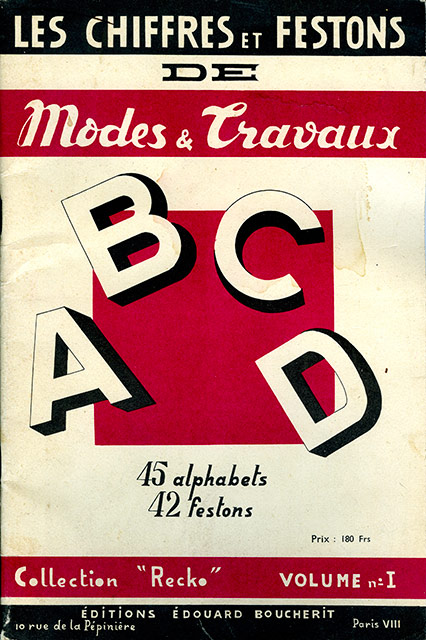 LES CHIFFRES ET FESTONS
DE
Modes & Travaux
B C
A D
45 alphabets
42 festons
Prix : 180 Frs
Collection "Recko" VOLUME no I
ÉDITIONS ÉDOUARD BOUCHERIT
10 rue de la Pépinière Paris VIII